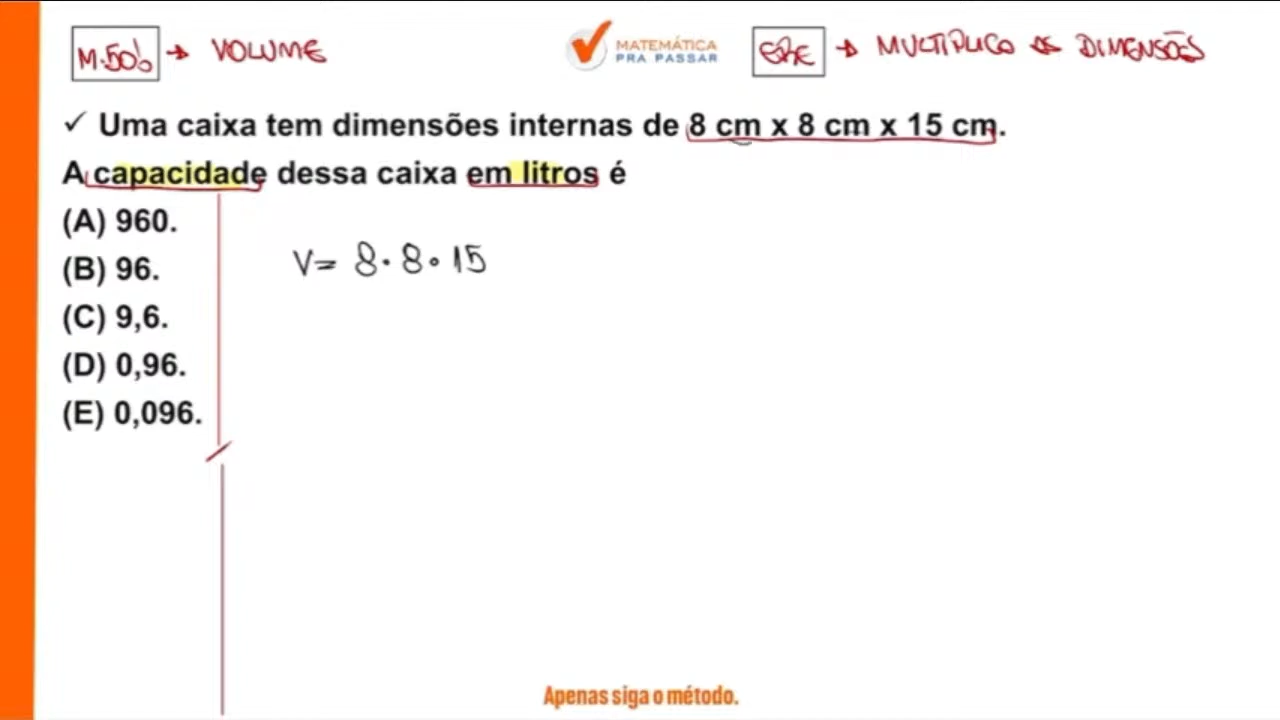 M.50% → VOLUME
MATEMÁTICA
PRA PASSAR
→ MULTIPLICO AS DIMENSÕES
✓ Uma caixa tem dimensões internas de 8 cm x 8 cm x 15 cm.
A capacidade dessa caixa em litros é
(A) 960.
(B) 96.
(C) 9,6.
(D) 0,96.
(E) 0,096.
V= 8·8·15
Apenas siga o método.